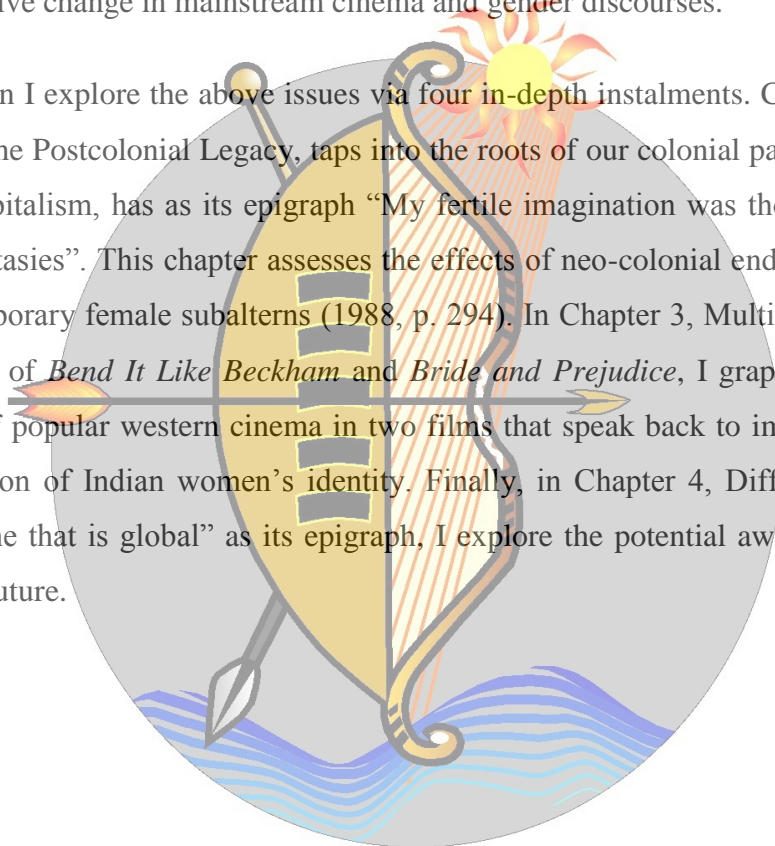 ive change in mainstream cinema and gender discourses.
n I explore the above issues via four in-depth instalments. C
ne Postcolonial Legacy, taps into the roots of our colonial pa
pitalism, has as its epigraph “My fertile imagination was the
tasies”. This chapter assesses the effects of neo-colonial end
porary female subalterns (1988, p. 294). In Chapter 3, Multi
of Bend It Like Beckham and Bride and Prejudice, I grap
f popular western cinema in two films that speak back to im
on of Indian women’s identity. Finally, in Chapter 4, Diff
ne that is global” as its epigraph, I explore the potential aw
uture.